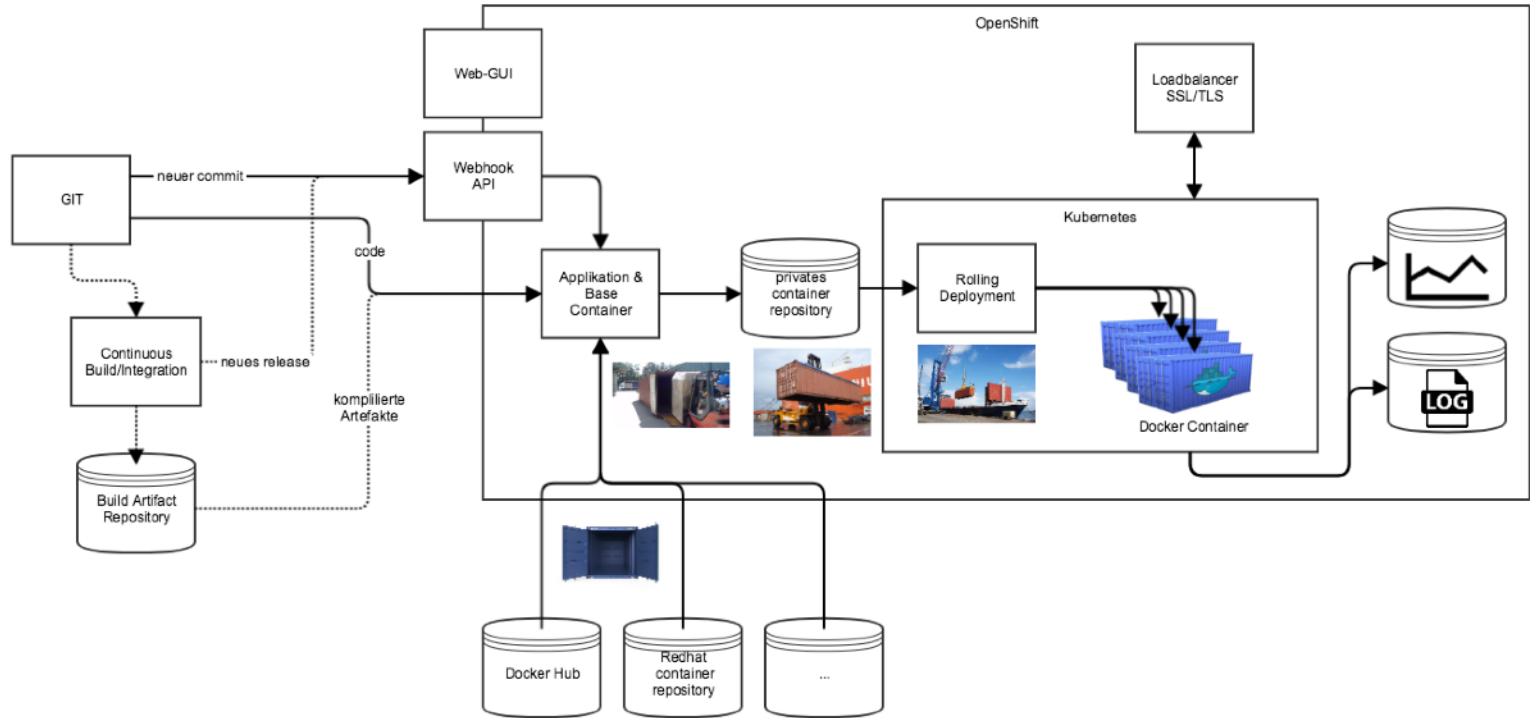 OpenShift
Web-GUI
Loadbalancer
SSL/TLS
Webhook
API
neuer commit
GIT
Kubernetes
code
Applikation &
Base
Container
privates
container
repository
Rolling
Deployment
Continuous
Build/Integration
neues release
komplilierte
Artefakte
LOG
Docker Container
Build Artifact
Repository
Docker Hub
Redhat
container
repository
...